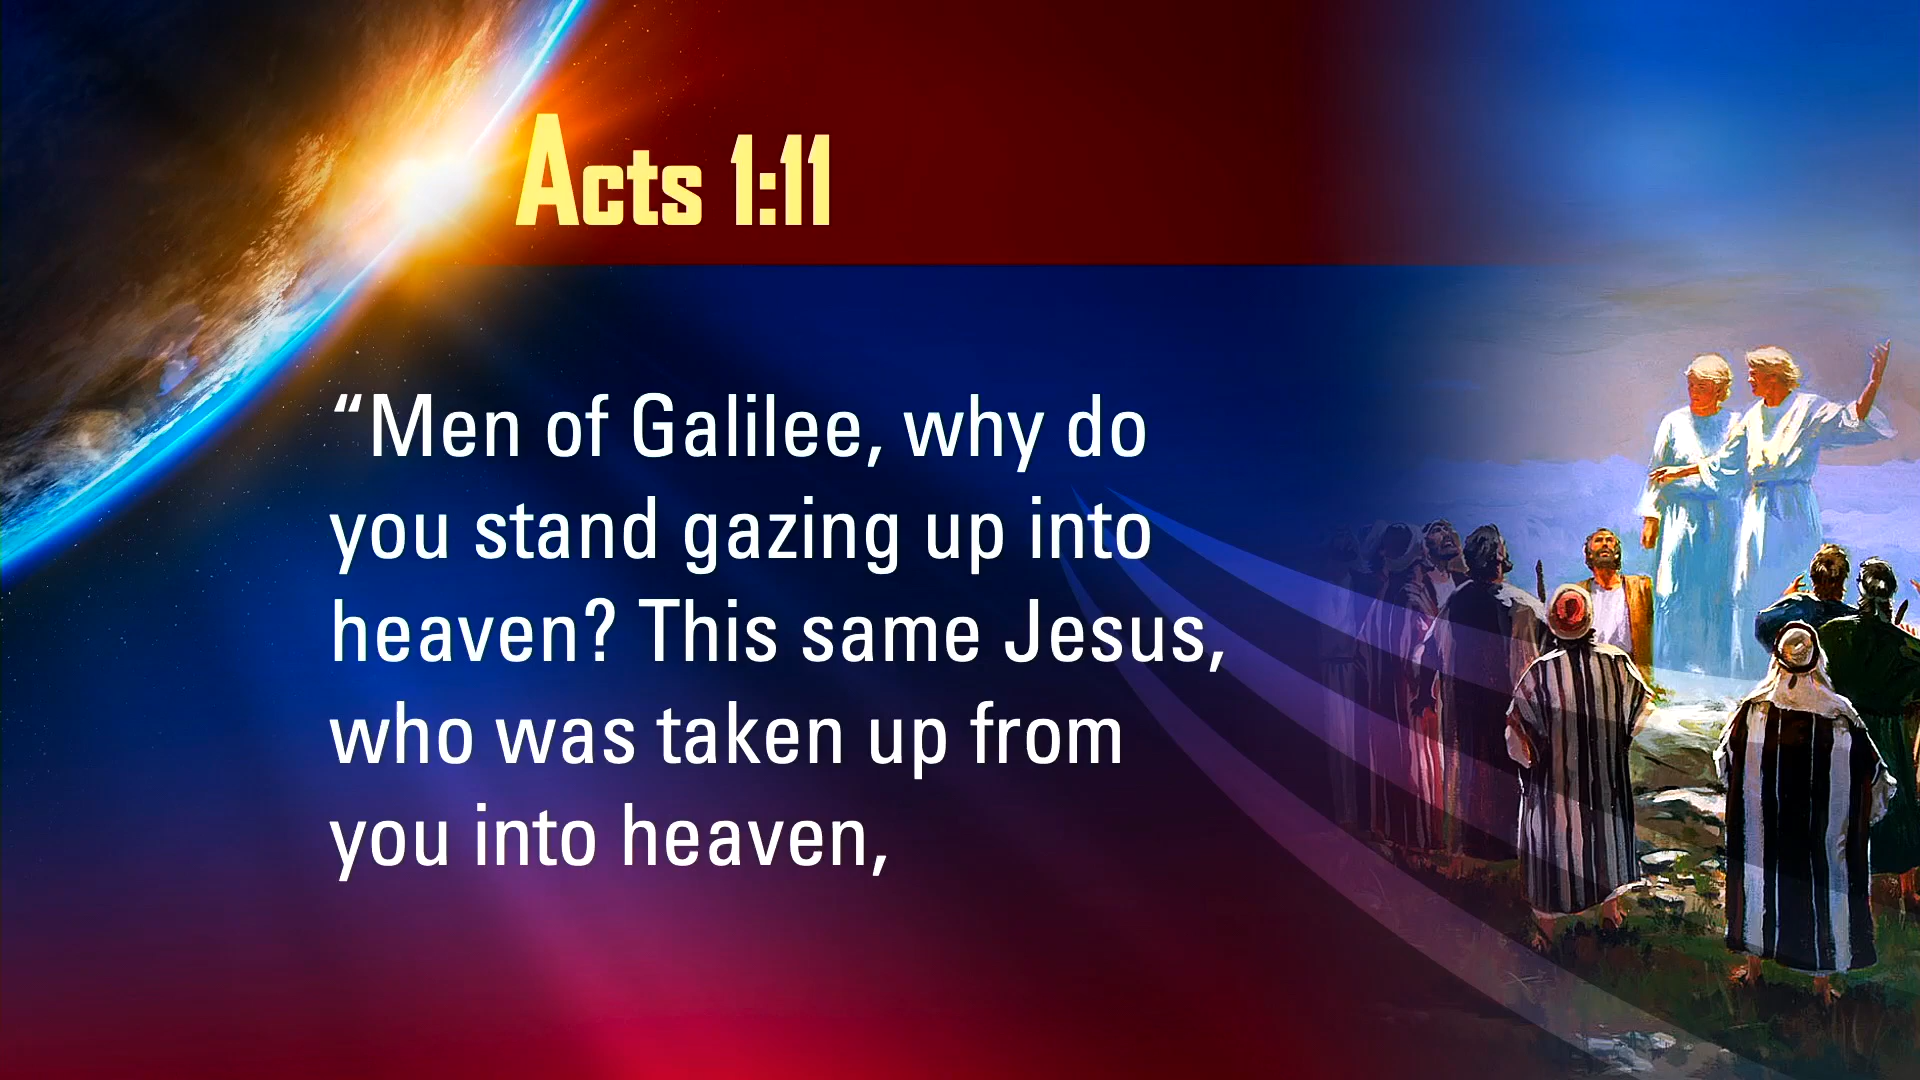 Acts 1:11
“Men of Galilee, why do
you stand gazing up into
heaven? This same Jesus,
who was taken up from
you into heaven,